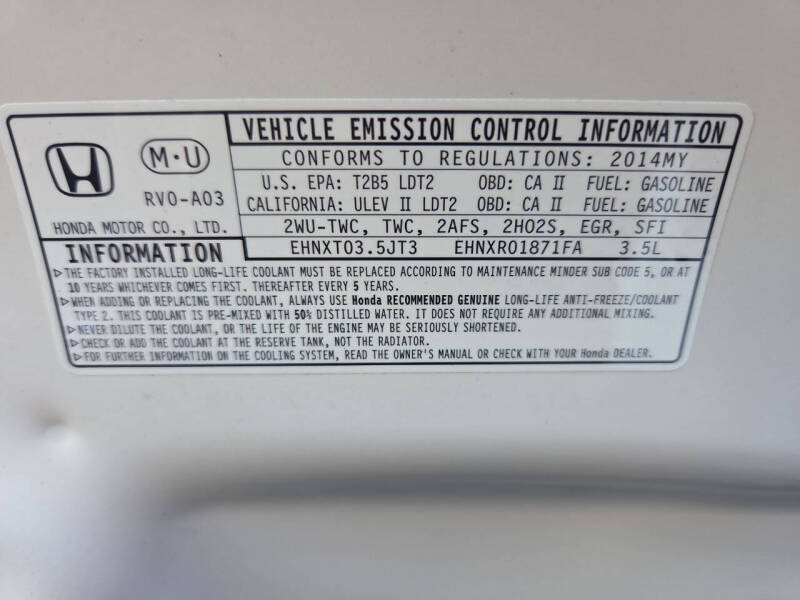 M·U
RV0-A03
HONDA MOTOR CO., LTD.
VEHICLE EMISSION CONTROL INFORMATION
CONFORMS TO REGULATIONS: 2014MY
U.S. EPA: T2B5 LDT2 OBD: CA II FUEL: GASOLINE
CALIFORNIA: ULEV II LDT2 OBD: CA II FUEL: GASOLINE
2WU-TWC, TWC, 2AFS, 2HO2S, EGR, SFI
EHNXT03.5JT3 EHNXR01871FA 3.5L
INFORMATION
▷THE FACTORY INSTALLED LONG-LIFE COOLANT MUST BE REPLACED ACCORDING TO MAINTENANCE MINDER SUB CODE 5, OR AT
10 YEARS WHICHEVER COMES FIRST. THEREAFTER EVERY 5 YEARS.
▷WHEN ADDING OR REPLACING THE COOLANT, ALWAYS USE Honda RECOMMENDED GENUINE LONG-LIFE ANTI-FREEZE/COOLANT
TYPE 2. THIS COOLANT IS PRE-MIXED WITH 50% DISTILLED WATER. IT DOES NOT REQUIRE ANY ADDITIONAL MIXING.
▷NEVER DILUTE THE COOLANT, OR THE LIFE OF THE ENGINE MAY BE SERIOUSLY SHORTENED.
▷CHECK OR ADD THE COOLANT AT THE RESERVE TANK, NOT THE RADIATOR.
▷FOR FURTHER INFORMATION ON THE COOLING SYSTEM, READ THE OWNER'S MANUAL OR CHECK WITH YOUR Honda DEALER.